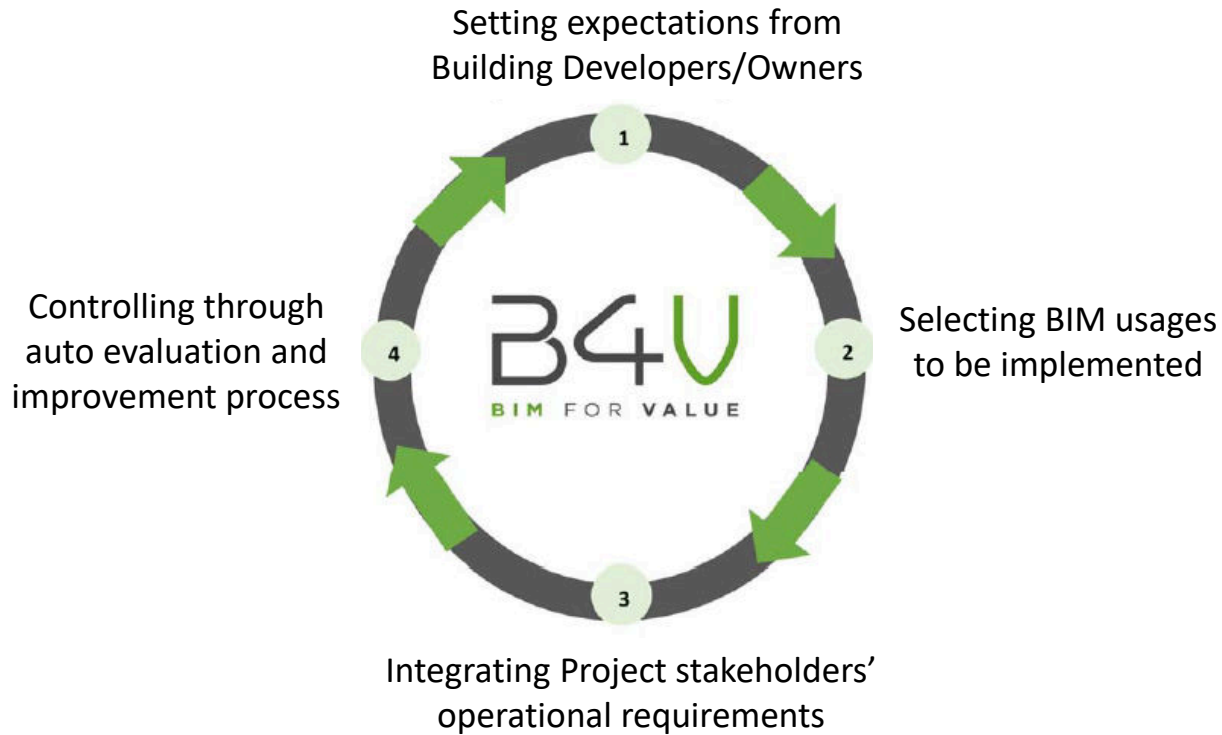 Setting expectations from
Building Developers/Owners
1
Controlling through
auto evaluation and
improvement process
4
B4V
BIM FOR VALUE
2
Selecting BIM usages
to be implemented
3
Integrating Project stakeholders’
operational requirements